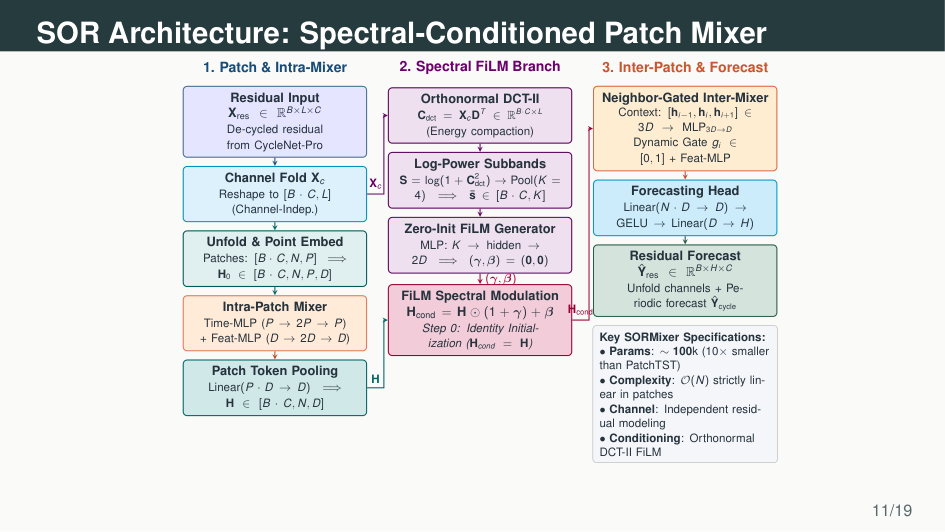 SOR Architecture: Spectral-Conditioned Patch Mixer
1. Patch & Intra-Mixer
Residual Input
X_res ∈ ℝ^{B×L×C}
De-cycled residual
from CycleNet-Pro
Channel Fold X_c
Reshape to [B · C, L]
(Channel-Indep.)
Unfold & Point Embed
Patches: [B · C, N, P] ⟹
H_0 ∈ [B · C, N, P, D]
Intra-Patch Mixer
Time-MLP (P → 2P → P)
+ Feat-MLP (D → 2D → D)
Patch Token Pooling
Linear(P · D → D) ⟹
H ∈ [B · C, N, D]
X_c
H
2. Spectral FiLM Branch
Orthonormal DCT-II
C_dct = X_c D^T ∈ ℝ^{B·C×L}
(Energy compaction)
Log-Power Subbands
S = log(1 + C²_dct) → Pool(K =
4) ⟹ s̄ ∈ [B · C, K]
Zero-Init FiLM Generator
MLP: K → hidden →
2D ⟹ (γ, β) = (0, 0)
(γ, β)
FiLM Spectral Modulation
H_cond = H ⊙ (1 + γ) + β
Step 0: Identity Initial-
ization (H_cond = H)
H_cond
3. Inter-Patch & Forecast
Neighbor-Gated Inter-Mixer
Context: [h_{i−1}, h_i, h_{i+1}] ∈
3D → MLP_{3D→D}
Dynamic Gate g_i ∈
[0, 1] + Feat-MLP
Forecasting Head
Linear(N · D → D) →
GELU → Linear(D → H)
Residual Forecast
Ŷ_res ∈ ℝ^{B×H×C}
Unfold channels + Pe-
riodic forecast Ŷ_cycle
Key SORMixer Specifications:
• Params: ∼ 100k (10× smaller
than PatchTST)
• Complexity: O(N) strictly lin-
ear in patches
• Channel: Independent resid-
ual modeling
• Conditioning: Orthonormal
DCT-II FiLM
11/19